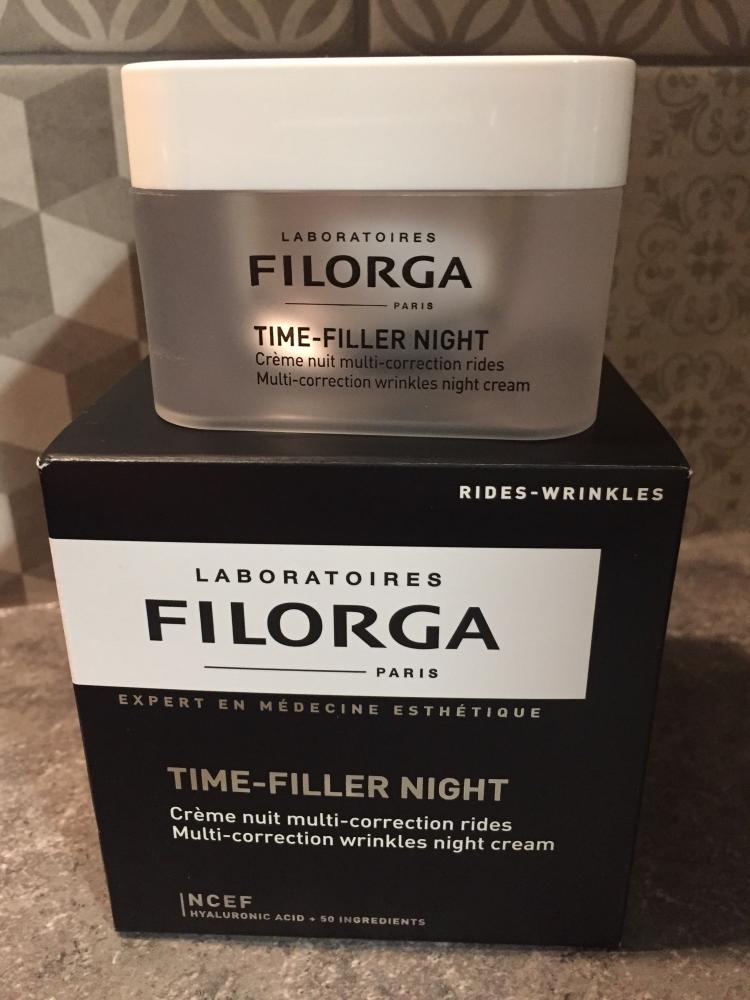 LABORATOIRES
FILORGA
PARIS
TIME-FILLER NIGHT
Crème nuit multi-correction rides
Multi-correction wrinkles night cream
RIDES-WRINKLES
LABORATOIRES
FILORGA
PARIS
EXPERT EN MÉDECINE ESTHÉTIQUE
TIME-FILLER NIGHT
Crème nuit multi-correction rides
Multi-correction wrinkles night cream
NCEF
HYALURONIC ACID + 50 INGREDIENTS